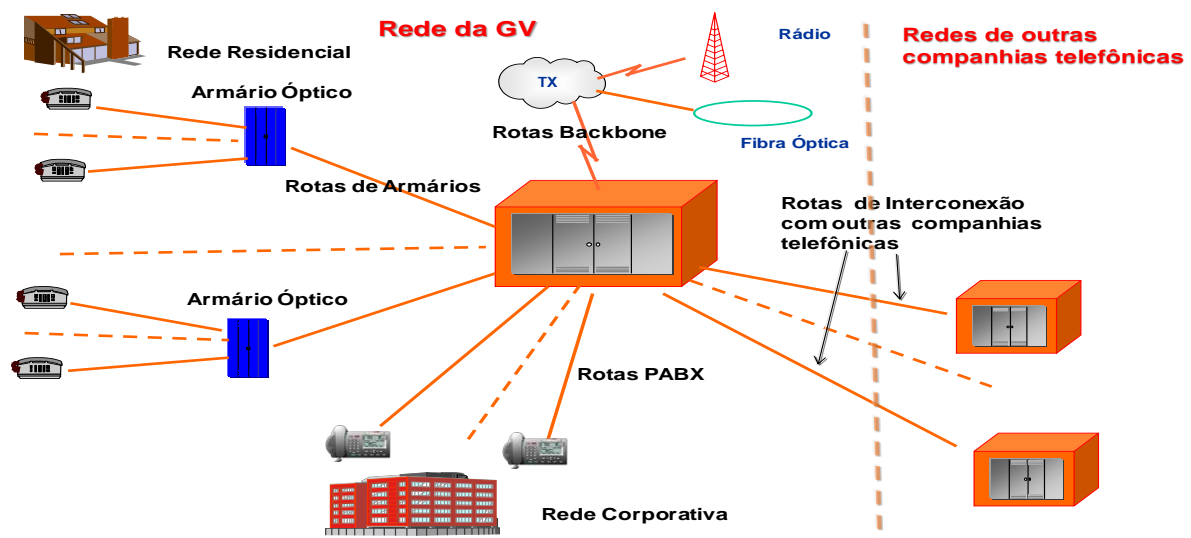 Rede da GV
Redes de outras
companhias telefônicas
Rede Residencial
Rádio
Armário Óptico
TX
Rotas Backbone
Fibra Óptica
Rotas de Armários
Rotas de Interconexão
com outras companhias
telefônicas
Armário Óptico
Rotas PABX
Rede Corporativa